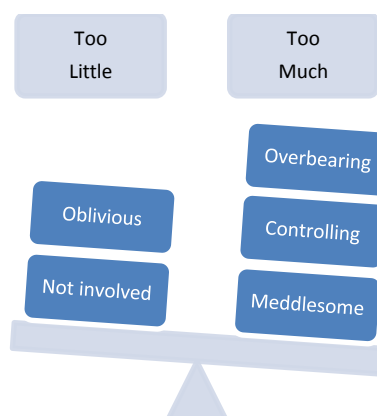 Too
Little
Too
Much
Oblivious
Not involved
Overbearing
Controlling
Meddlesome